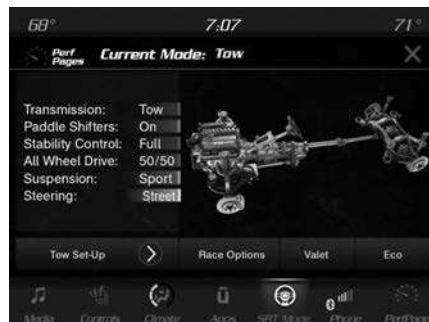 68° 7:07 71°
Perf Pages Current Mode: Tow
Transmission: Tow
Paddle Shifters: On
Stability Control: Full
All Wheel Drive: 50/50
Suspension: Sport
Steering: Street
Tow Set-Up Race Options Valet Eco
Media Controls Climate Apps SRT Mode Phone PerfPages